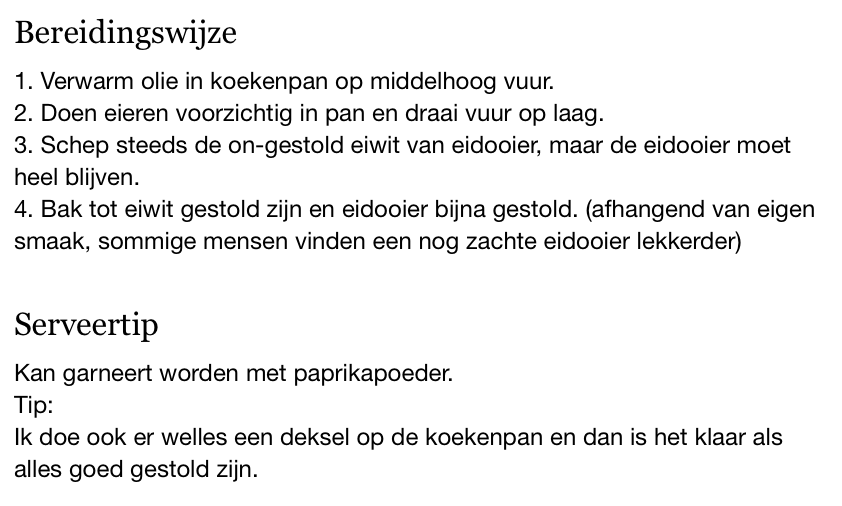 Bereidingswijze
1. Verwarm olie in koekenpan op middelhoog vuur.
2. Doen eieren voorzichtig in pan en draai vuur op laag.
3. Schep steeds de on-gestold eiwit van eidooier, maar de eidooier moet
heel blijven.
4. Bak tot eiwit gestold zijn en eidooier bijna gestold. (afhangend van eigen
smaak, sommige mensen vinden een nog zachte eidooier lekkerder)
Serveertip
Kan garneert worden met paprikapoeder.
Tip:
Ik doe ook er welles een deksel op de koekenpan en dan is het klaar als
alles goed gestold zijn.